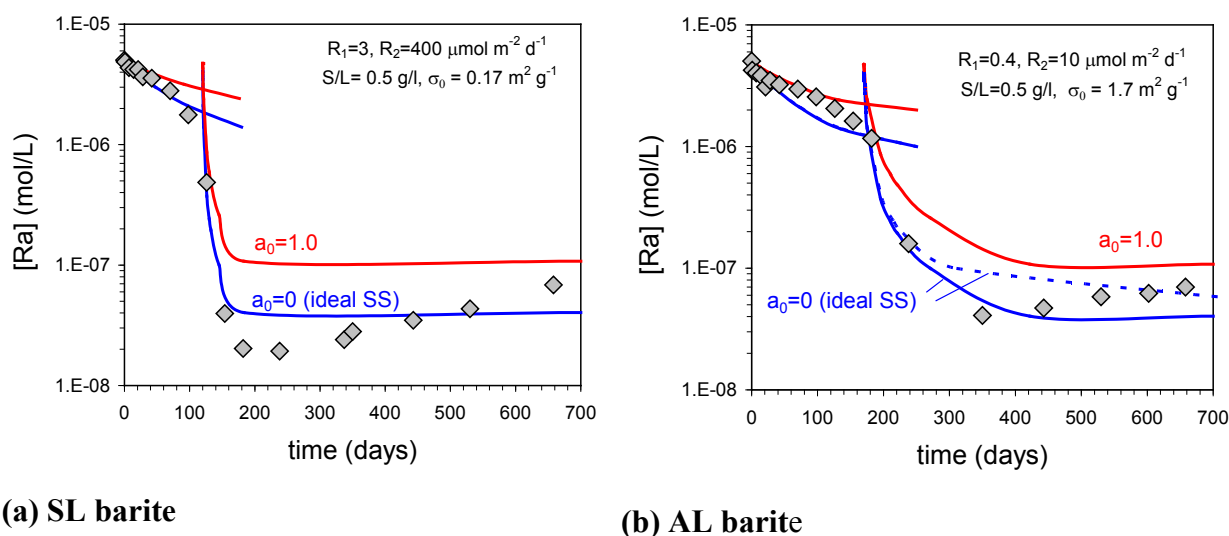 1.E-05
1.E-06
1.E-07
1.E-08
[Ra] (mol/L)
R₁=3, R₂=400 μmol m⁻² d⁻¹
S/L= 0.5 g/l, σ₀ = 0.17 m² g⁻¹
a₀=1.0
a₀=0 (ideal SS)
0 100 200 300 400 500 600 700
time (days)
(a) SL barite
1.E-05
1.E-06
1.E-07
1.E-08
[Ra] (mol/L)
R₁=0.4, R₂=10 μmol m⁻² d⁻¹
S/L=0.5 g/l, σ₀ = 1.7 m² g⁻¹
a₀=1.0
a₀=0 (ideal SS)
0 100 200 300 400 500 600 700
time (days)
(b) AL barite